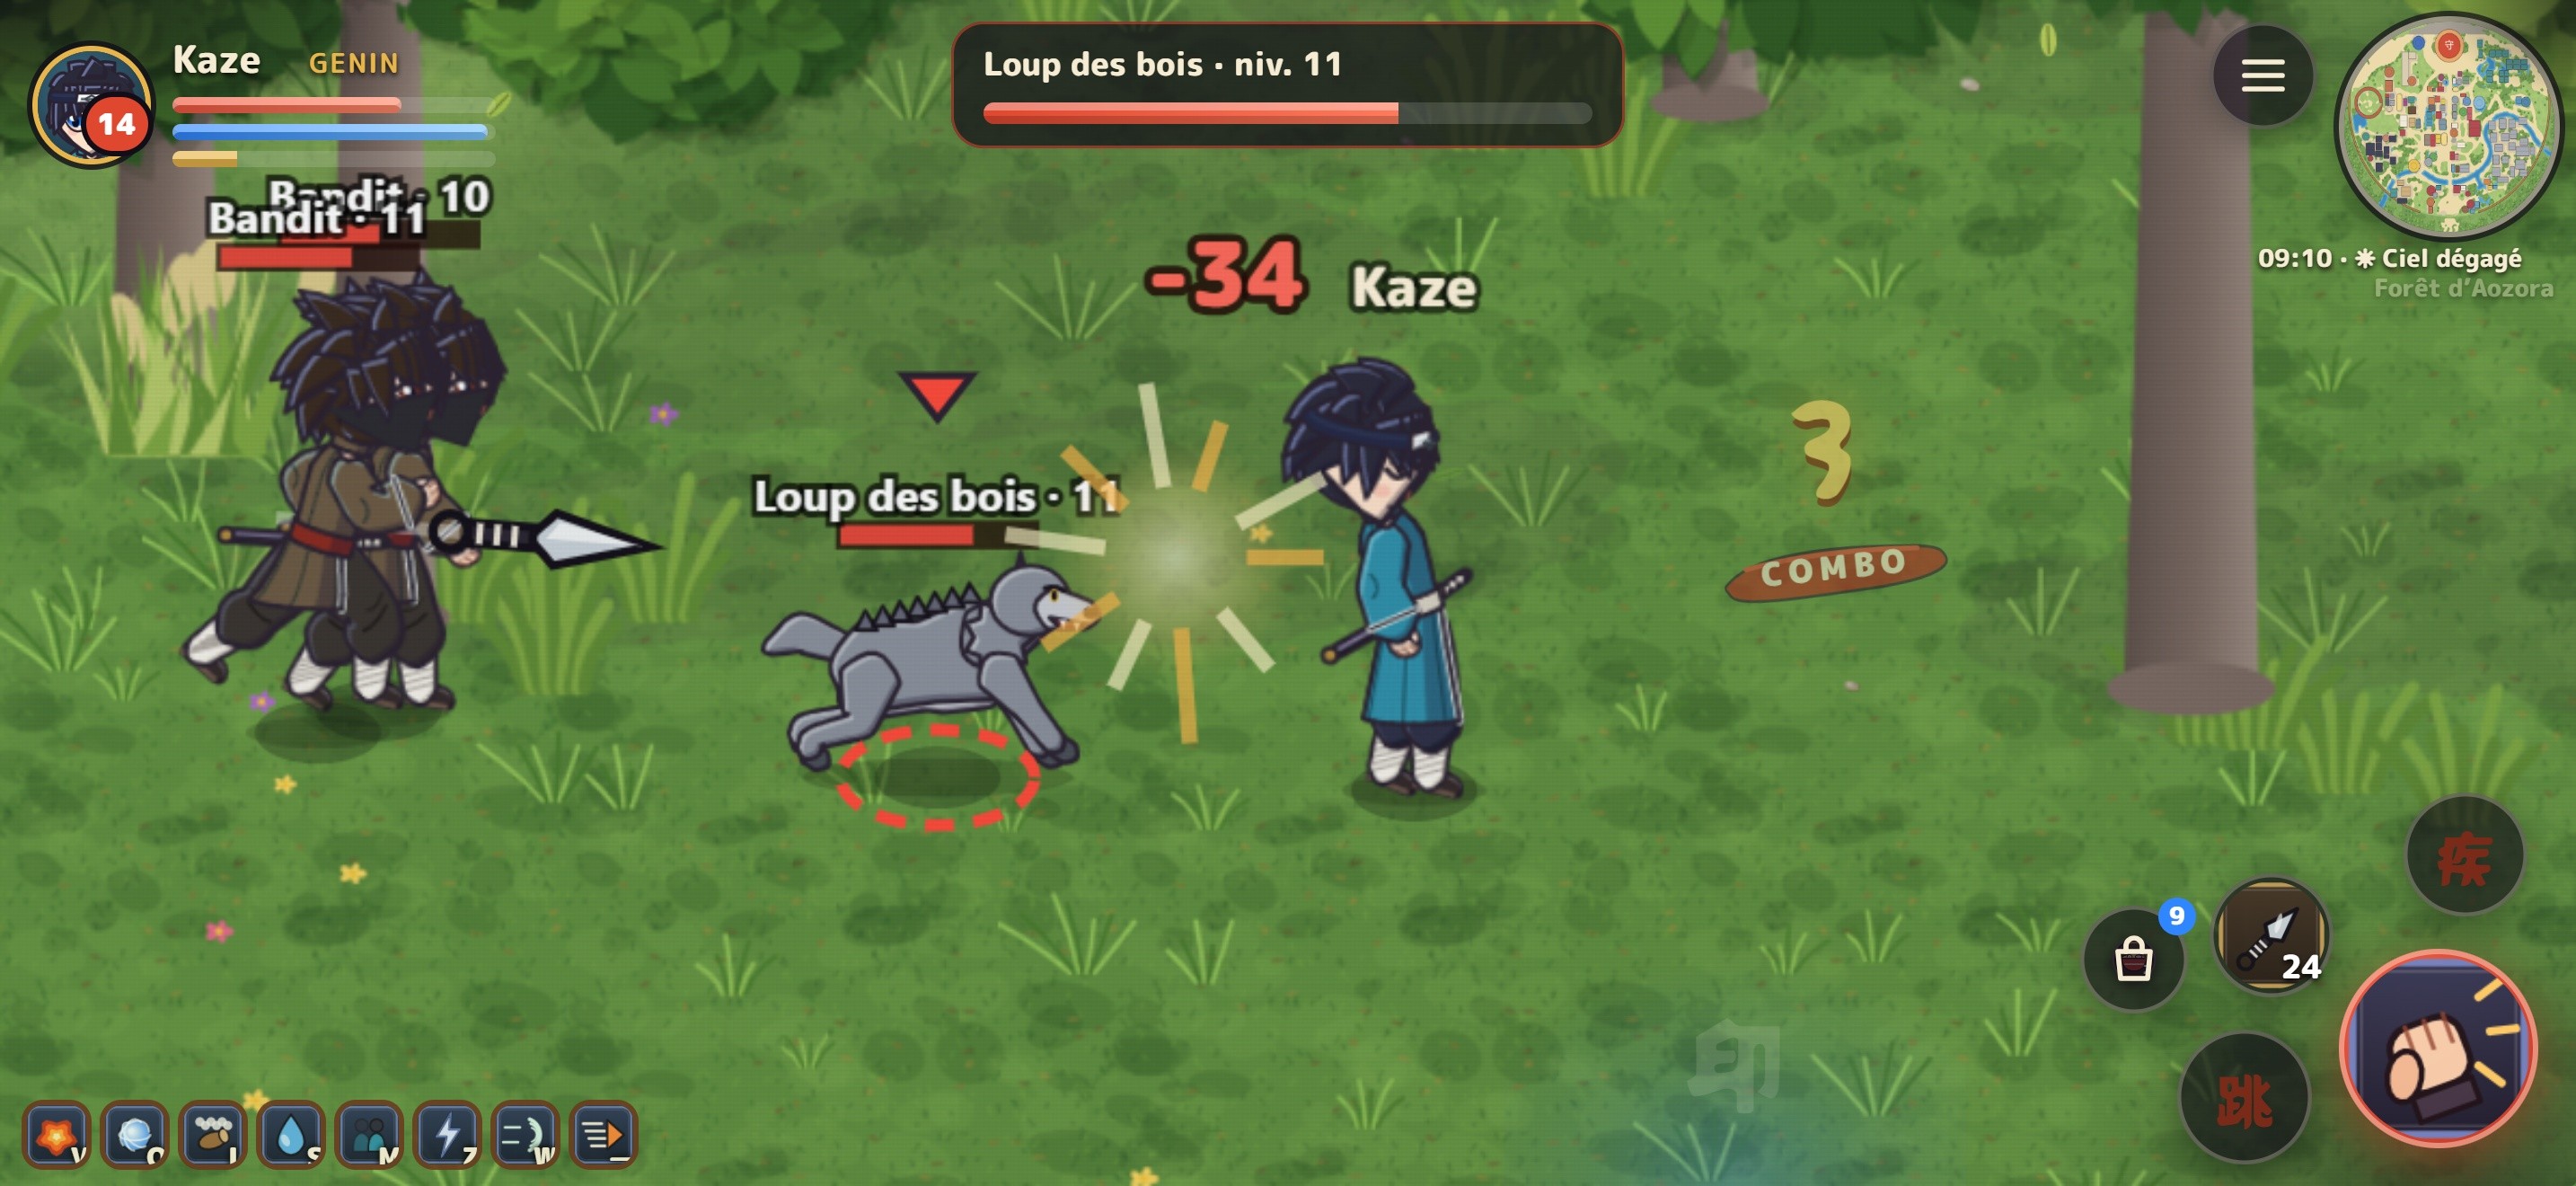 Kaze GENIN
14
Loup des bois · niv. 11
09:10 · ☀ Ciel dégagé
Forêt d’Aozora
Bandit · 10
Bandit · 11
-34
Kaze
Loup des bois · 11
3
COMBO
疾
9
24
印
跳
S
M
Z
W